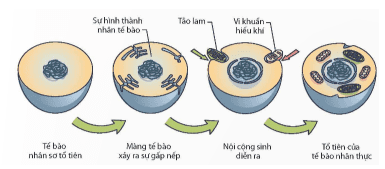 Sự hình thành
nhân tế bào
Tảo lam
Vi khuẩn
hiếu khí
Tế bào
nhân sơ tổ tiên
Màng tế bào
xảy ra sự gấp nếp
Nội cộng sinh
diễn ra
Tổ tiên của
tế bào nhân thực